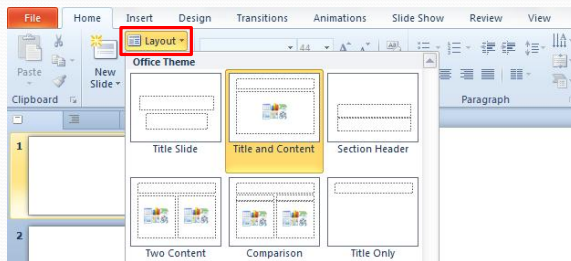 File Home Insert Design Transitions Animations Slide Show Review View
Layout
44
Paste
New
Slide
Clipboard
Paragraph
Office Theme
Title Slide Title and Content Section Header
Two Content Comparison Title Only
1
2